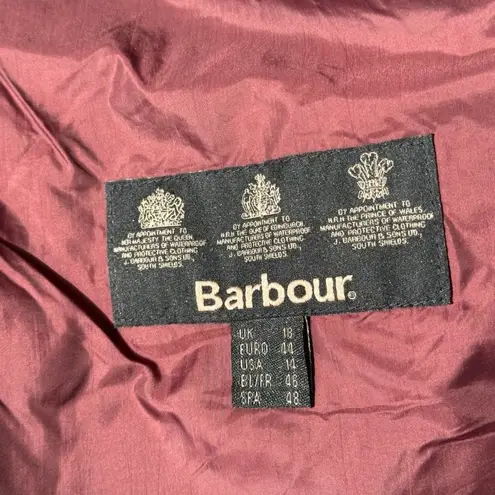 BY APPOINTMENT TO
HER MAJESTY THE QUEEN
MANUFACTURERS OF WATERPROOF
AND PROTECTIVE CLOTHING
J. BARBOUR & SONS LTD.,
SOUTH SHIELDS.
BY APPOINTMENT TO
H.R.H. THE DUKE OF EDINBURGH
MANUFACTURERS OF WATERPROOF
AND PROTECTIVE CLOTHING
J. BARBOUR & SONS LTD.,
SOUTH SHIELDS.
BY APPOINTMENT TO
H.R.H. THE PRINCE OF WALES
MANUFACTURERS OF WATERPROOF
AND PROTECTIVE CLOTHING
J. BARBOUR & SONS LTD.,
SOUTH SHIELDS
Barbour®
UK 18
EURO 44
USA 14
BL/FR 46
SPA 48